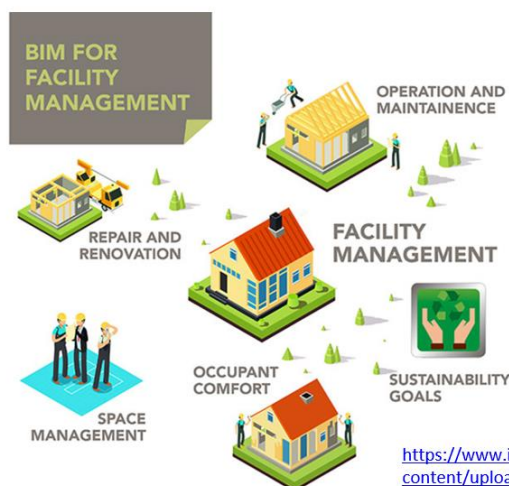 BIM FOR
FACILITY
MANAGEMENT
OPERATION AND
MAINTAINENCE
REPAIR AND
RENOVATION
FACILITY
MANAGEMENT
OCCUPANT
COMFORT
SUSTAINABILITY
GOALS
SPACE
MANAGEMENT
https://www.i
content/uploa